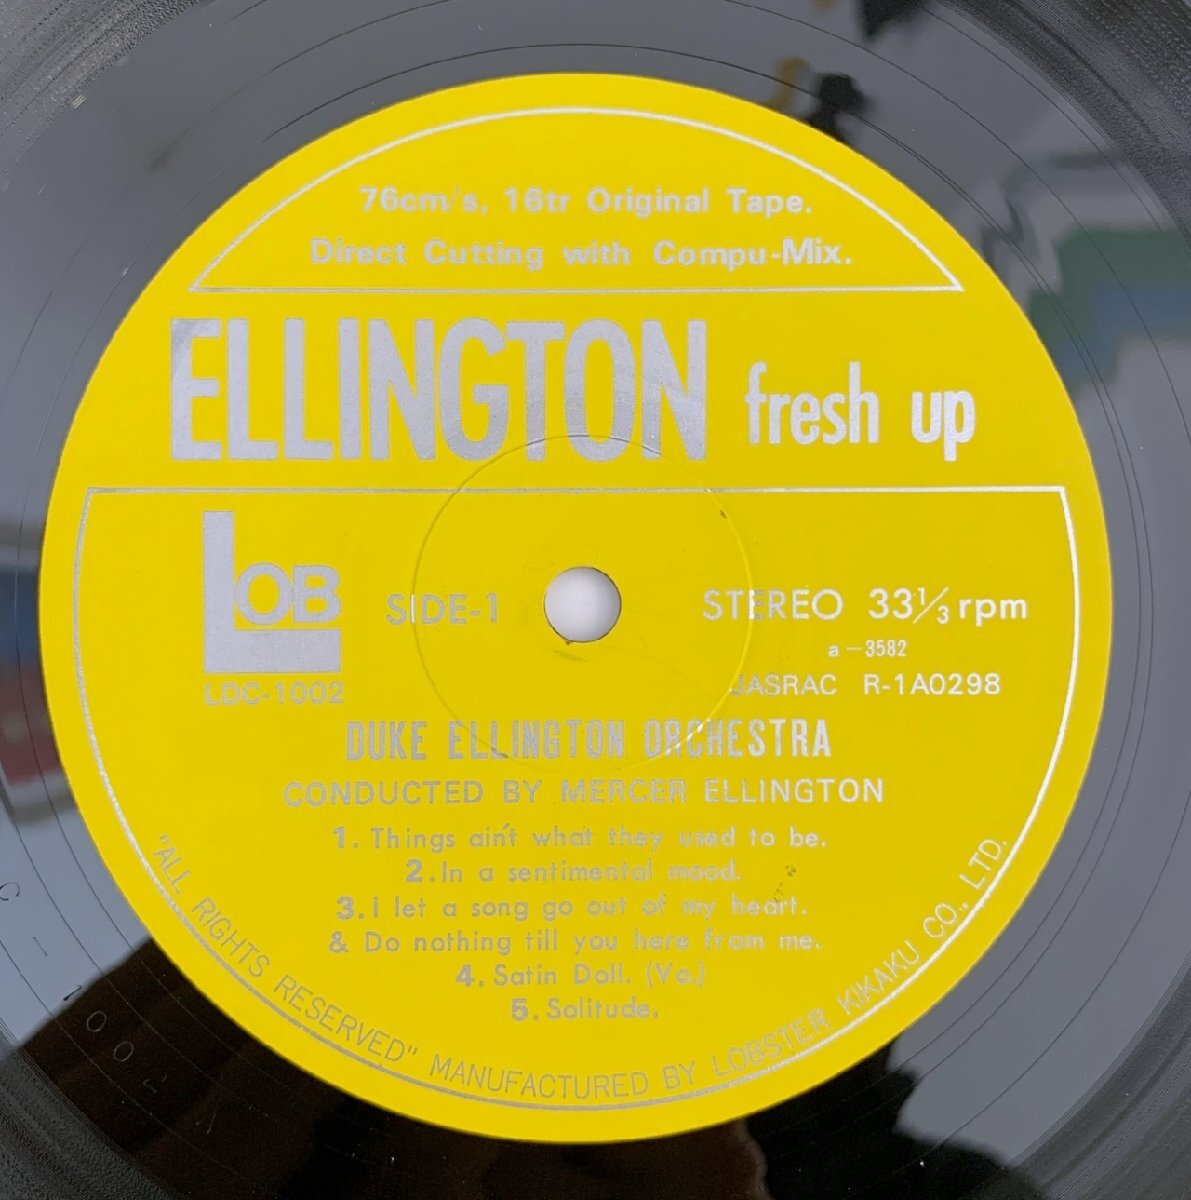 76cm/s, 16tr Original Tape.
Direct Cutting with Compu-Mix.
ELLINGTON fresh up
LOB
LDC-1002
SIDE-1
STEREO 33⅓ rpm
a-3582
JASRAC R-1A0298
DUKE ELLINGTON ORCHESTRA
CONDUCTED BY MERCER ELLINGTON
1. Things ain't what they used to be.
2. In a sentimental mood.
3. I let a song go out of my heart.
& Do nothing till you here from me.
4. Satin Doll. (Vo.)
5. Solitude.
"ALL RIGHTS RESERVED" MANUFACTURED BY LOBSTER KIKAKU CO., LTD.